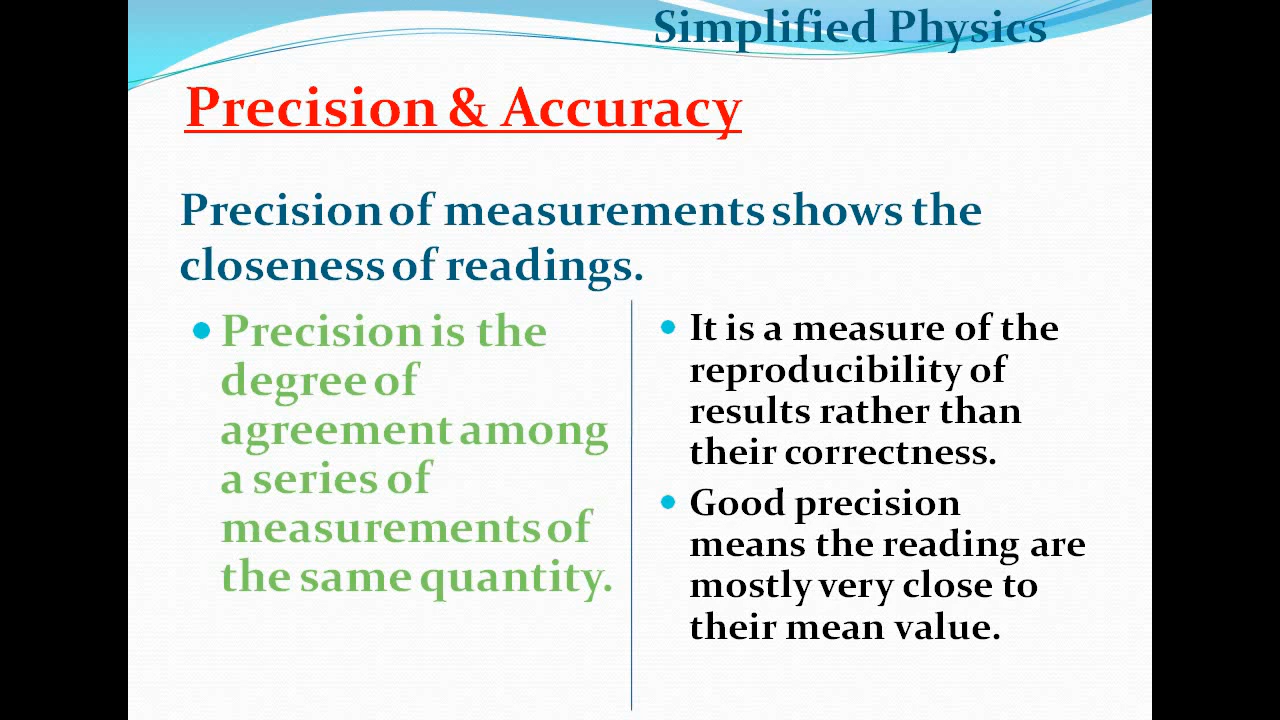 Simplified Physics
Precision & Accuracy
Precision of measurements shows the
closeness of readings.
• Precision is the
degree of
agreement among
a series of
measurements of
the same quantity.
• It is a measure of the
reproducibility of
results rather than
their correctness.
• Good precision
means the reading are
mostly very close to
their mean value.